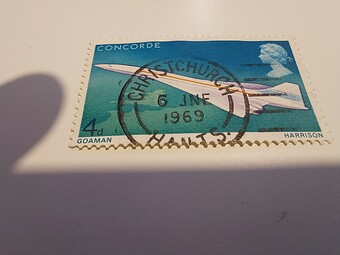 CONCORDE
CHRISTCHURCH
6 JNE
1969
HANTS.
4d
GOAMAN
HARRISON